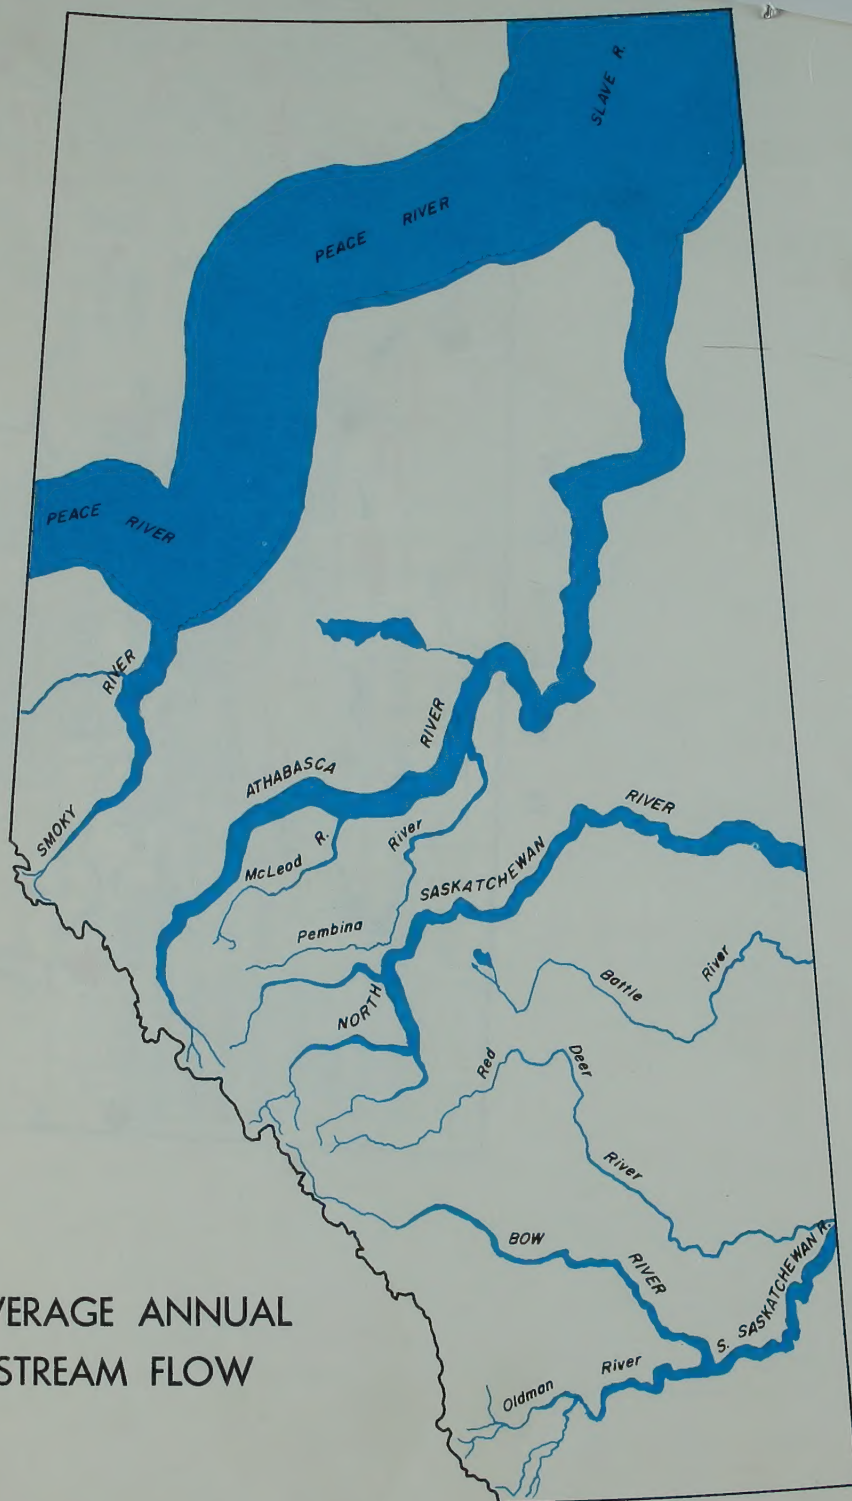 SLAVE R.
PEACE RIVER
PEACE RIVER
RIVER
SMOKY
ATHABASCA RIVER
McLeod R.
Pembina River
NORTH SASKATCHEWAN RIVER
Battle River
Red Deer River
BOW RIVER
S. SASKATCHEWAN R.
Oldman River
VERAGE ANNUAL
STREAM FLOW